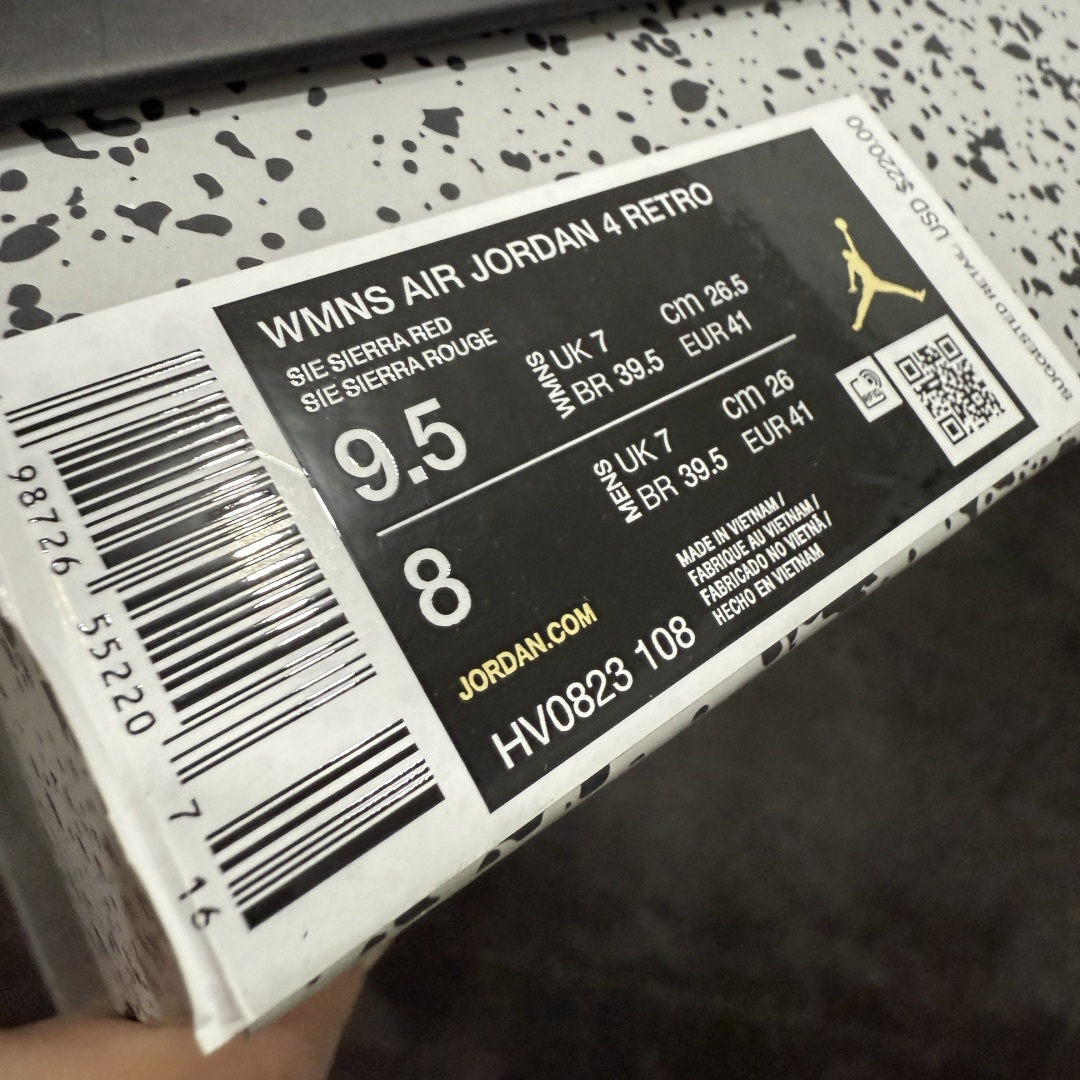 WMNS AIR JORDAN 4 RETRO
SIE SIERRA RED
SIE SIERRA ROUGE
9.5
WMNS
UK 7
cm 26.5
BR 39.5
EUR 41
8
MENS
UK 7
cm 26
BR 39.5
EUR 41
JORDAN.COM
MADE IN VIETNAM /
FABRIQUE AU VIETNAM /
FABRICADO NO VIETNÃ /
HECHO EN VIETNAM
HV0823 108
SUGGESTED RETAIL, USD $220.00
98726 55220 7 16